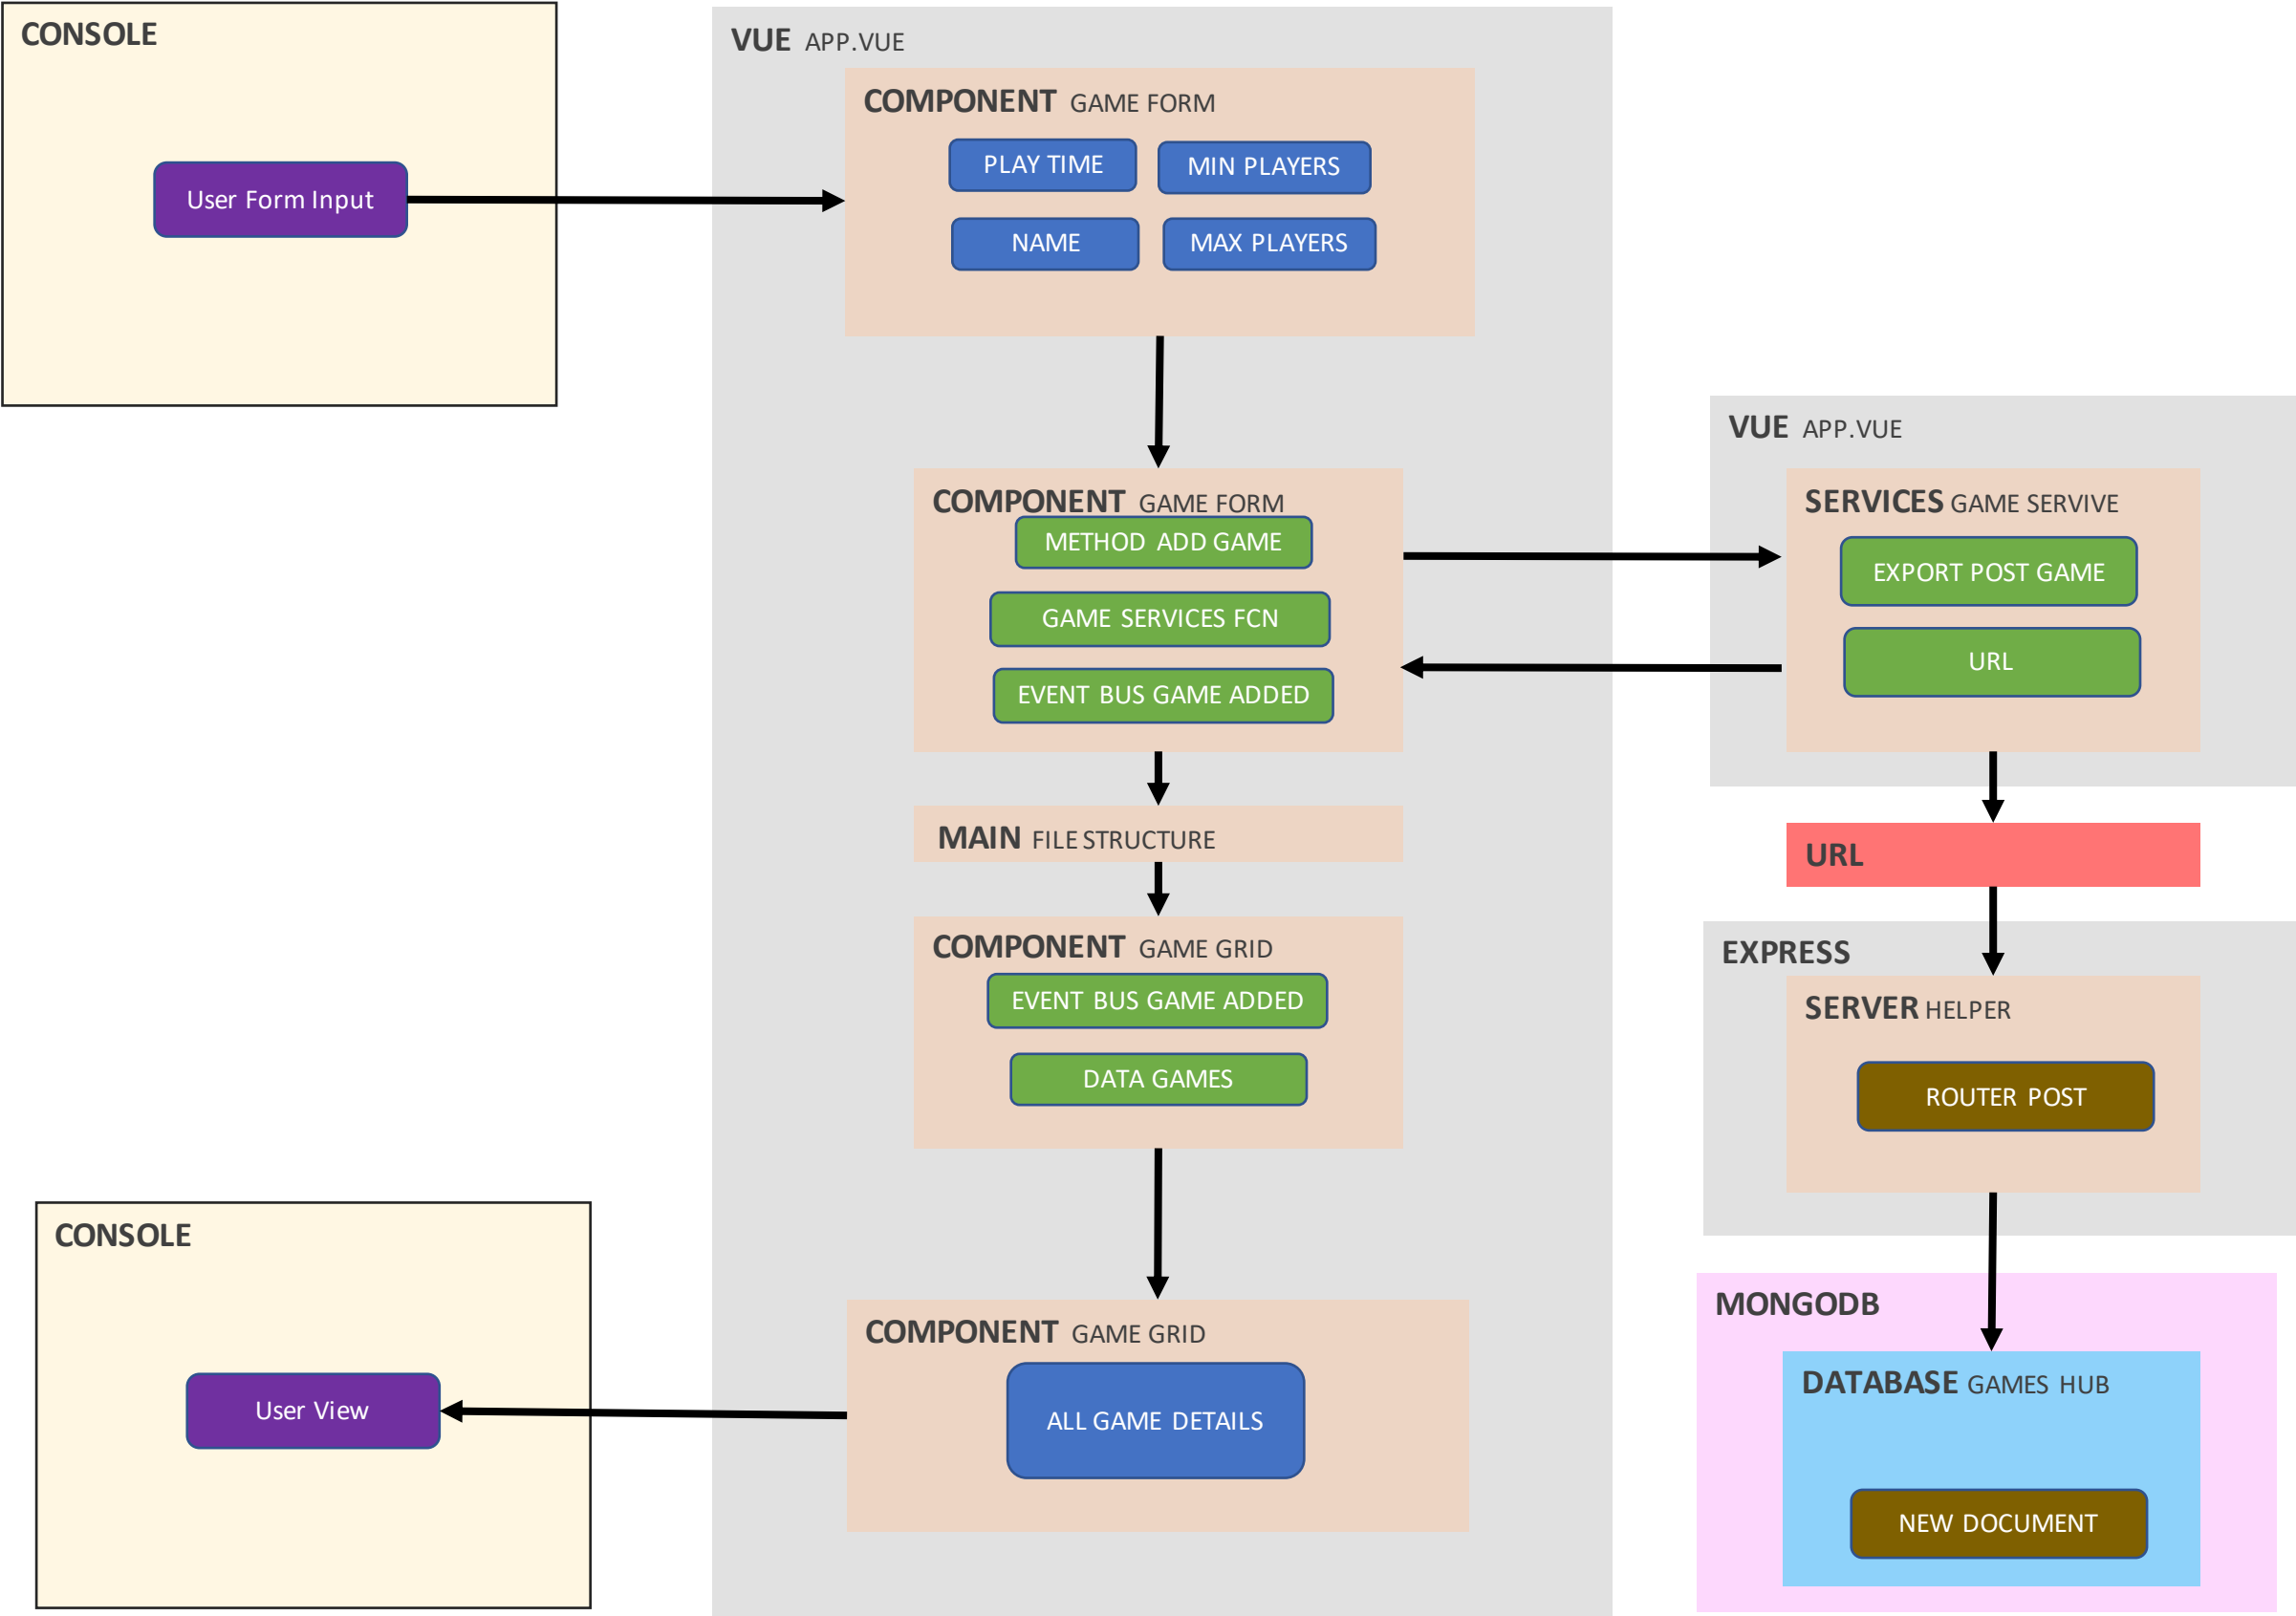 CONSOLE
User Form Input
VUE APP.VUE
COMPONENT GAME FORM
PLAY TIME
MIN PLAYERS
NAME
MAX PLAYERS
COMPONENT GAME FORM
METHOD ADD GAME
GAME SERVICES FCN
EVENT BUS GAME ADDED
MAIN FILE STRUCTURE
COMPONENT GAME GRID
EVENT BUS GAME ADDED
DATA GAMES
COMPONENT GAME GRID
ALL GAME DETAILS
CONSOLE
User View
VUE APP.VUE
SERVICES GAME SERVIVE
EXPORT POST GAME
URL
URL
EXPRESS
SERVER HELPER
ROUTER POST
MONGODB
DATABASE GAMES HUB
NEW DOCUMENT